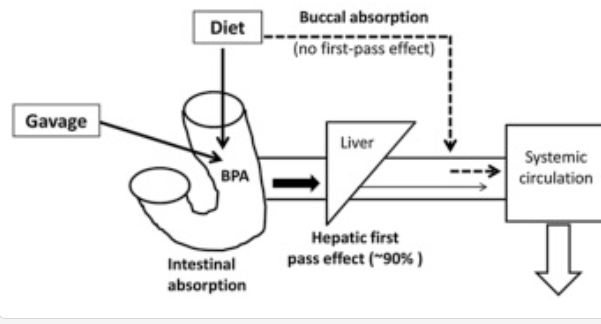 Diet
Buccal absorption
(no first-pass effect)
Gavage
Liver
BPA
Systemic
circulation
Hepatic first
pass effect (~90% )
Intestinal
absorption